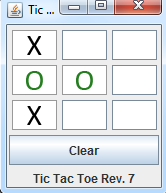 Tic ...
X
O O
X
Clear
Tic Tac Toe Rev. 7